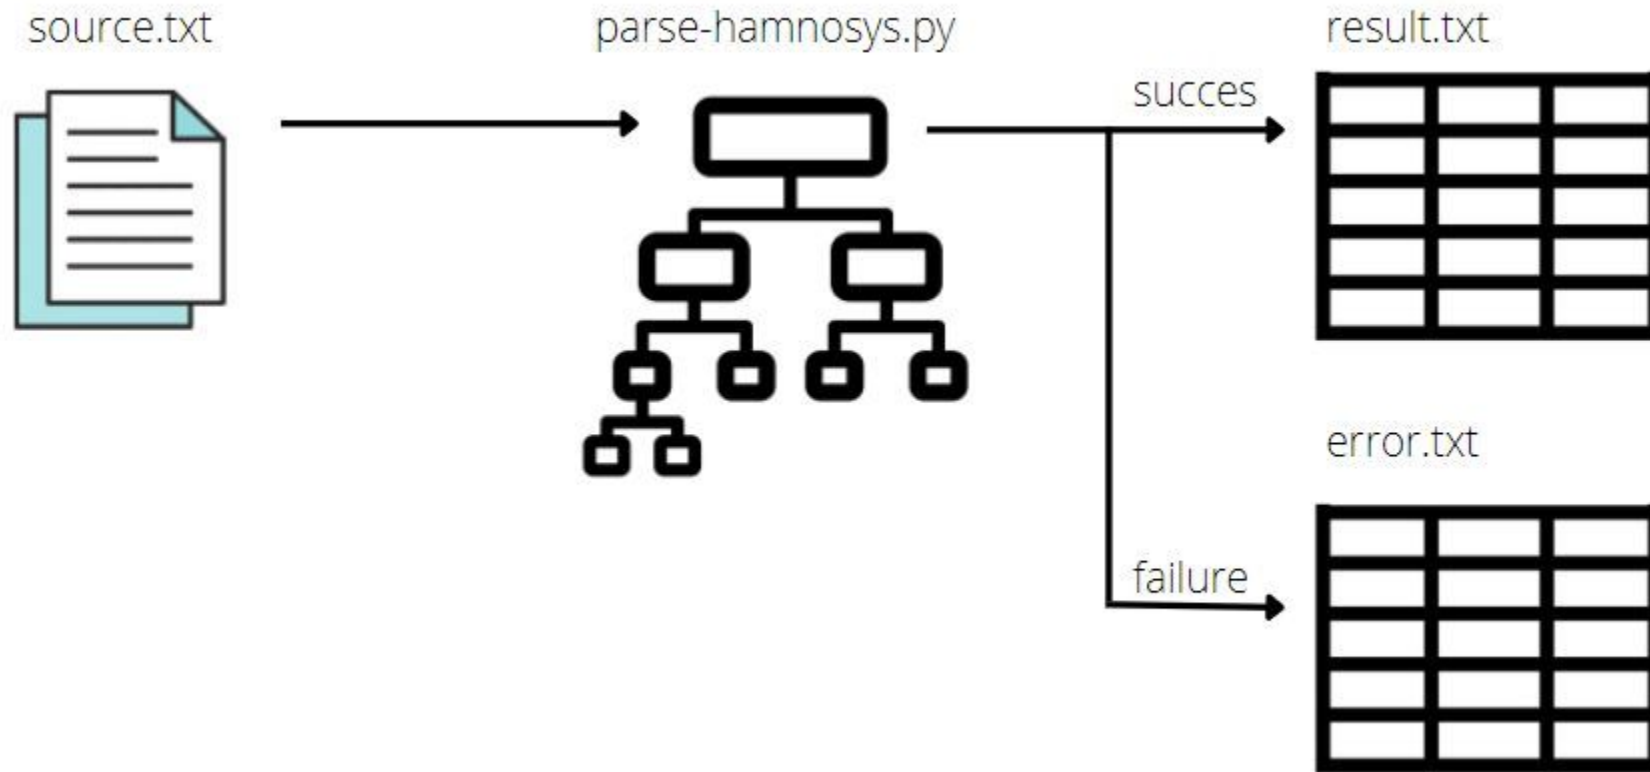 source.txt
parse-hamnosys.py
result.txt
succes
error.txt
failure